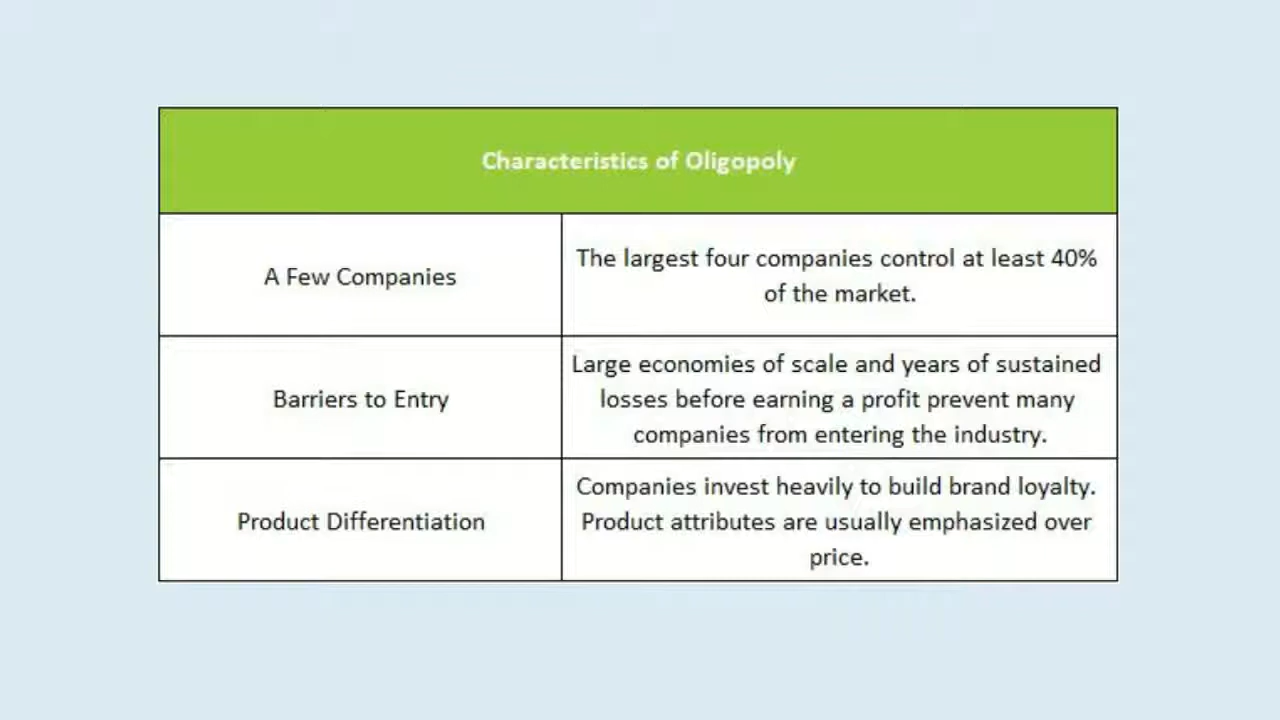 Characteristics of Oligopoly
A Few Companies
The largest four companies control at least 40%
of the market.
Barriers to Entry
Large economies of scale and years of sustained
losses before earning a profit prevent many
companies from entering the industry.
Product Differentiation
Companies invest heavily to build brand loyalty.
Product attributes are usually emphasized over
price.